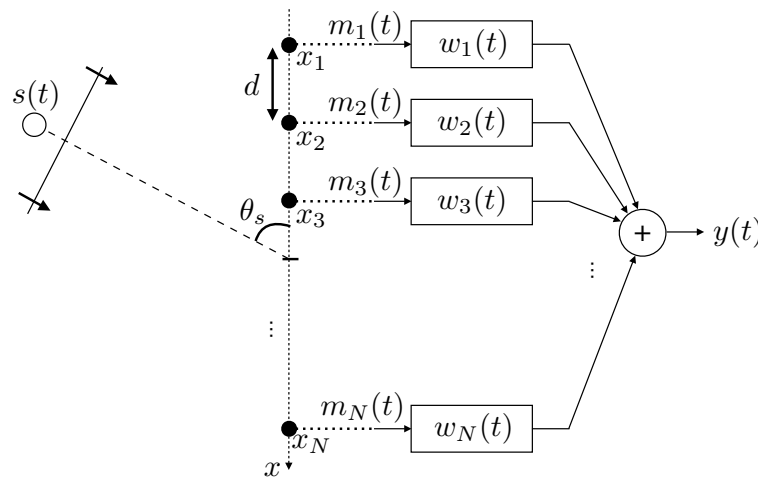 m_1(t)
w_1(t)
x_1
s(t)
d
m_2(t)
w_2(t)
x_2
m_3(t)
w_3(t)
θ_s
x_3
+
y(t)
...
...
m_N(t)
w_N(t)
x_N
x